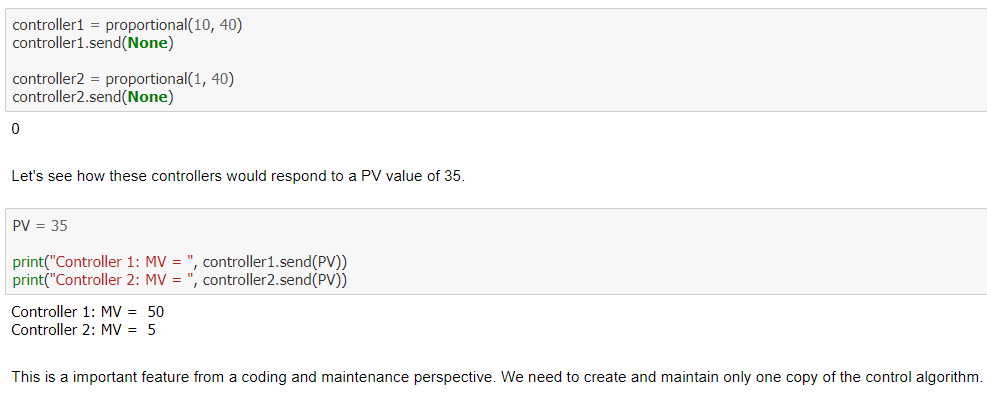 controller1 = proportional(10, 40)
controller1.send(None)
controller2 = proportional(1, 40)
controller2.send(None)
0
Let's see how these controllers would respond to a PV value of 35.
PV = 35
print("Controller 1: MV = ", controller1.send(PV))
print("Controller 2: MV = ", controller2.send(PV))
Controller 1: MV =  50
Controller 2: MV =  5
This is a important feature from a coding and maintenance perspective. We need to create and maintain only one copy of the control algorithm.